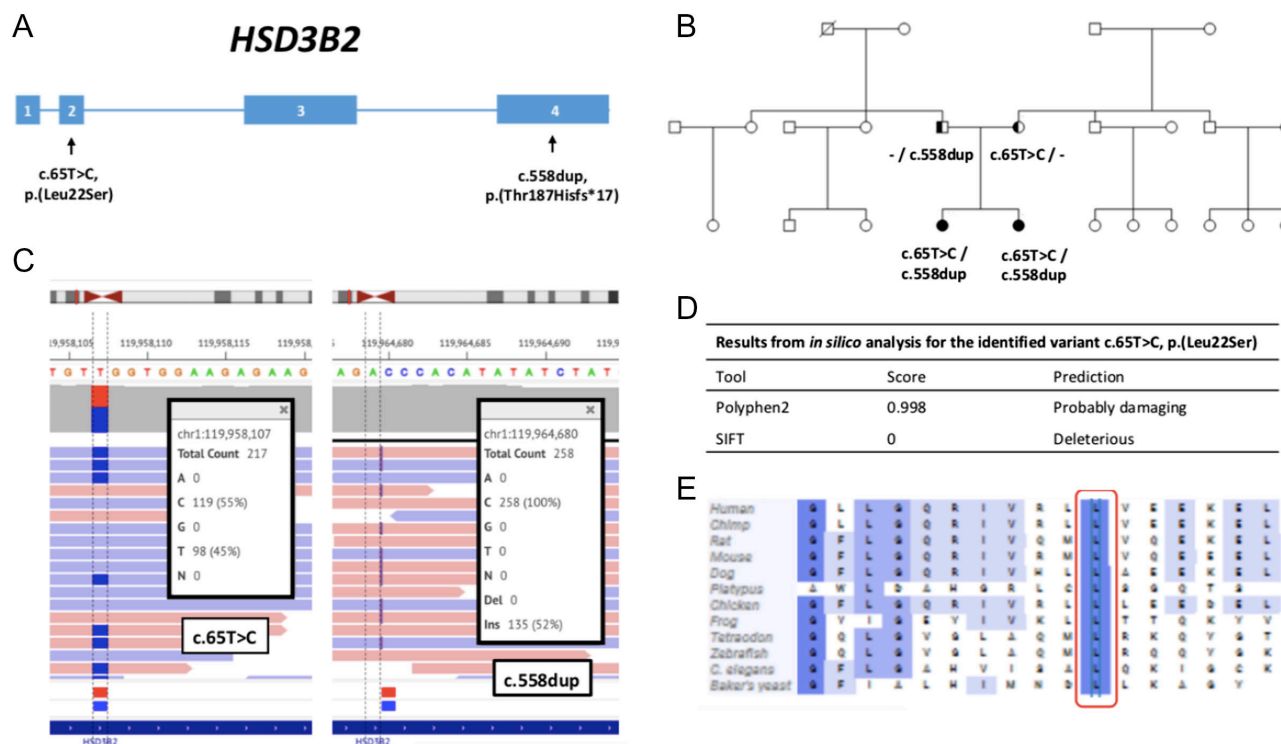 A
HSD3B2
1
2
3
4
c.65T>C,
p.(Leu22Ser)
c.558dup,
p.(Thr187Hisfs*17)
B
- / c.558dup
c.65T>C / -
c.65T>C /
c.558dup
c.65T>C /
c.558dup
C
119,958,110
119,958,115
119,958,
T G T T G G T G G A A G A G A A G
chr1:119,958,107
Total Count 217
A 0
C 119 (55%)
G 0
T 98 (45%)
N 0
c.65T>C
HSD3B2
119,964,680
119,964,685
119,964,690
119,9
A G A C C C A C A T A T A T C T A T
chr1:119,964,680
Total Count 258
A 0
C 258 (100%)
G 0
T 0
N 0
Del 0
Ins 135 (52%)
c.558dup
HSD3B2
D
Results from in silico analysis for the identified variant c.65T>C, p.(Leu22Ser)
Tool Score Prediction
Polyphen2 0.998 Probably damaging
SIFT 0 Deleterious
E
Human G L L G Q R I V R L L V E E K E L
Chimp G L L G Q R I V R L L V E E K E L
Rat G F L G Q R I V R M L V Q E K E L
Mouse G F L G Q R I V R M L V Q E E E L
Dog G F L G Q R I V H L L A E E K E L
Platypus A W L D A H G R L C L S G Q T S
Chicken G F L G Q R I V R L L L E E D E L
Frog G Y I G E Y I V K L L T T Q K Y V
Tetraodon G Q L G V G L A Q M L R K Q Y G T
Zebrafish G Q L G V G L A Q M L R Q Q Y G K
C. elegans G F L G A H V I G A L Q K I G C K
Baker's yeast G F I A L H I M N D L L K A G Y